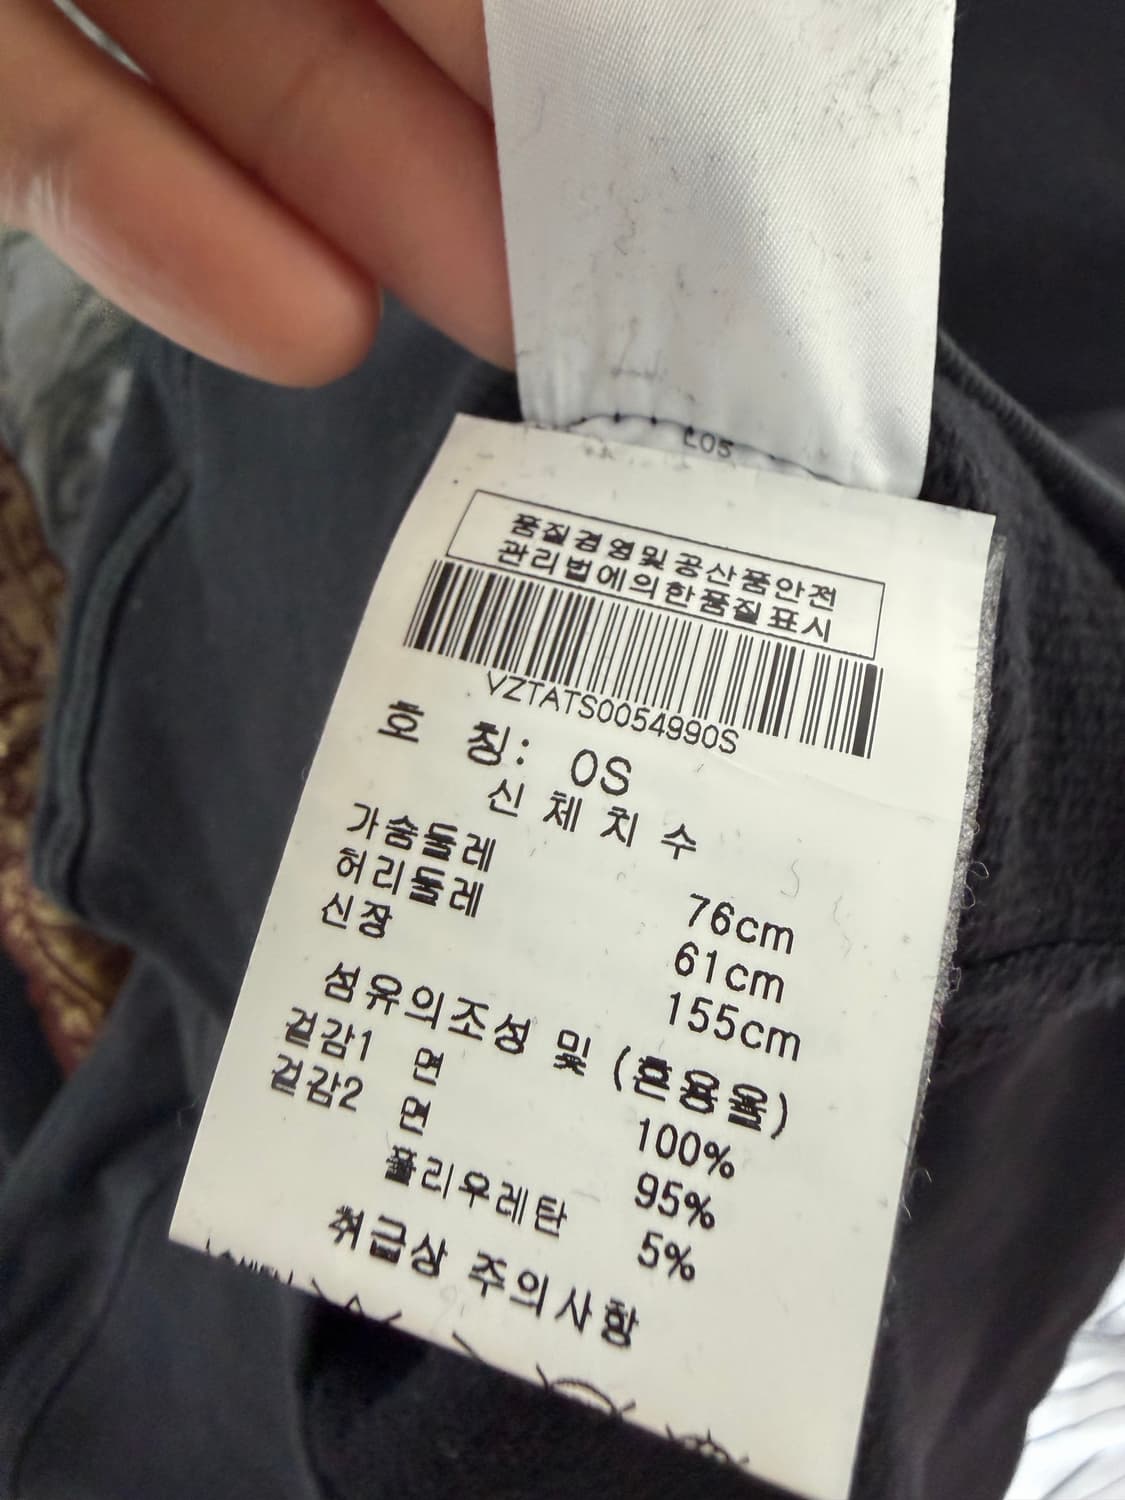 L05
품질경영및공산품안전
관리법에의한품질표시
VZTATS0054990S
호 칭: 0S
신 체 치 수
가슴둘레 76cm
허리둘레 61cm
신장 155cm
섬유의조성 및 (혼용율)
겉감1 면 100%
겉감2 면 95%
폴리우레탄 5%
취급상 주의사항